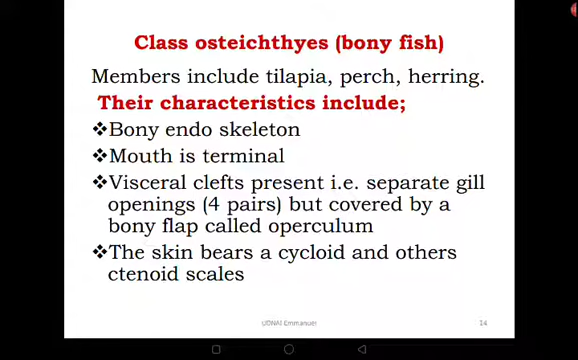 Class osteichthyes (bony fish)
Members include tilapia, perch, herring.
Their characteristics include;
❖Bony endo skeleton
❖Mouth is terminal
❖Visceral clefts present i.e. separate gill
openings (4 pairs) but covered by a
bony flap called operculum
❖The skin bears a cycloid and others
ctenoid scales
Emmanuel